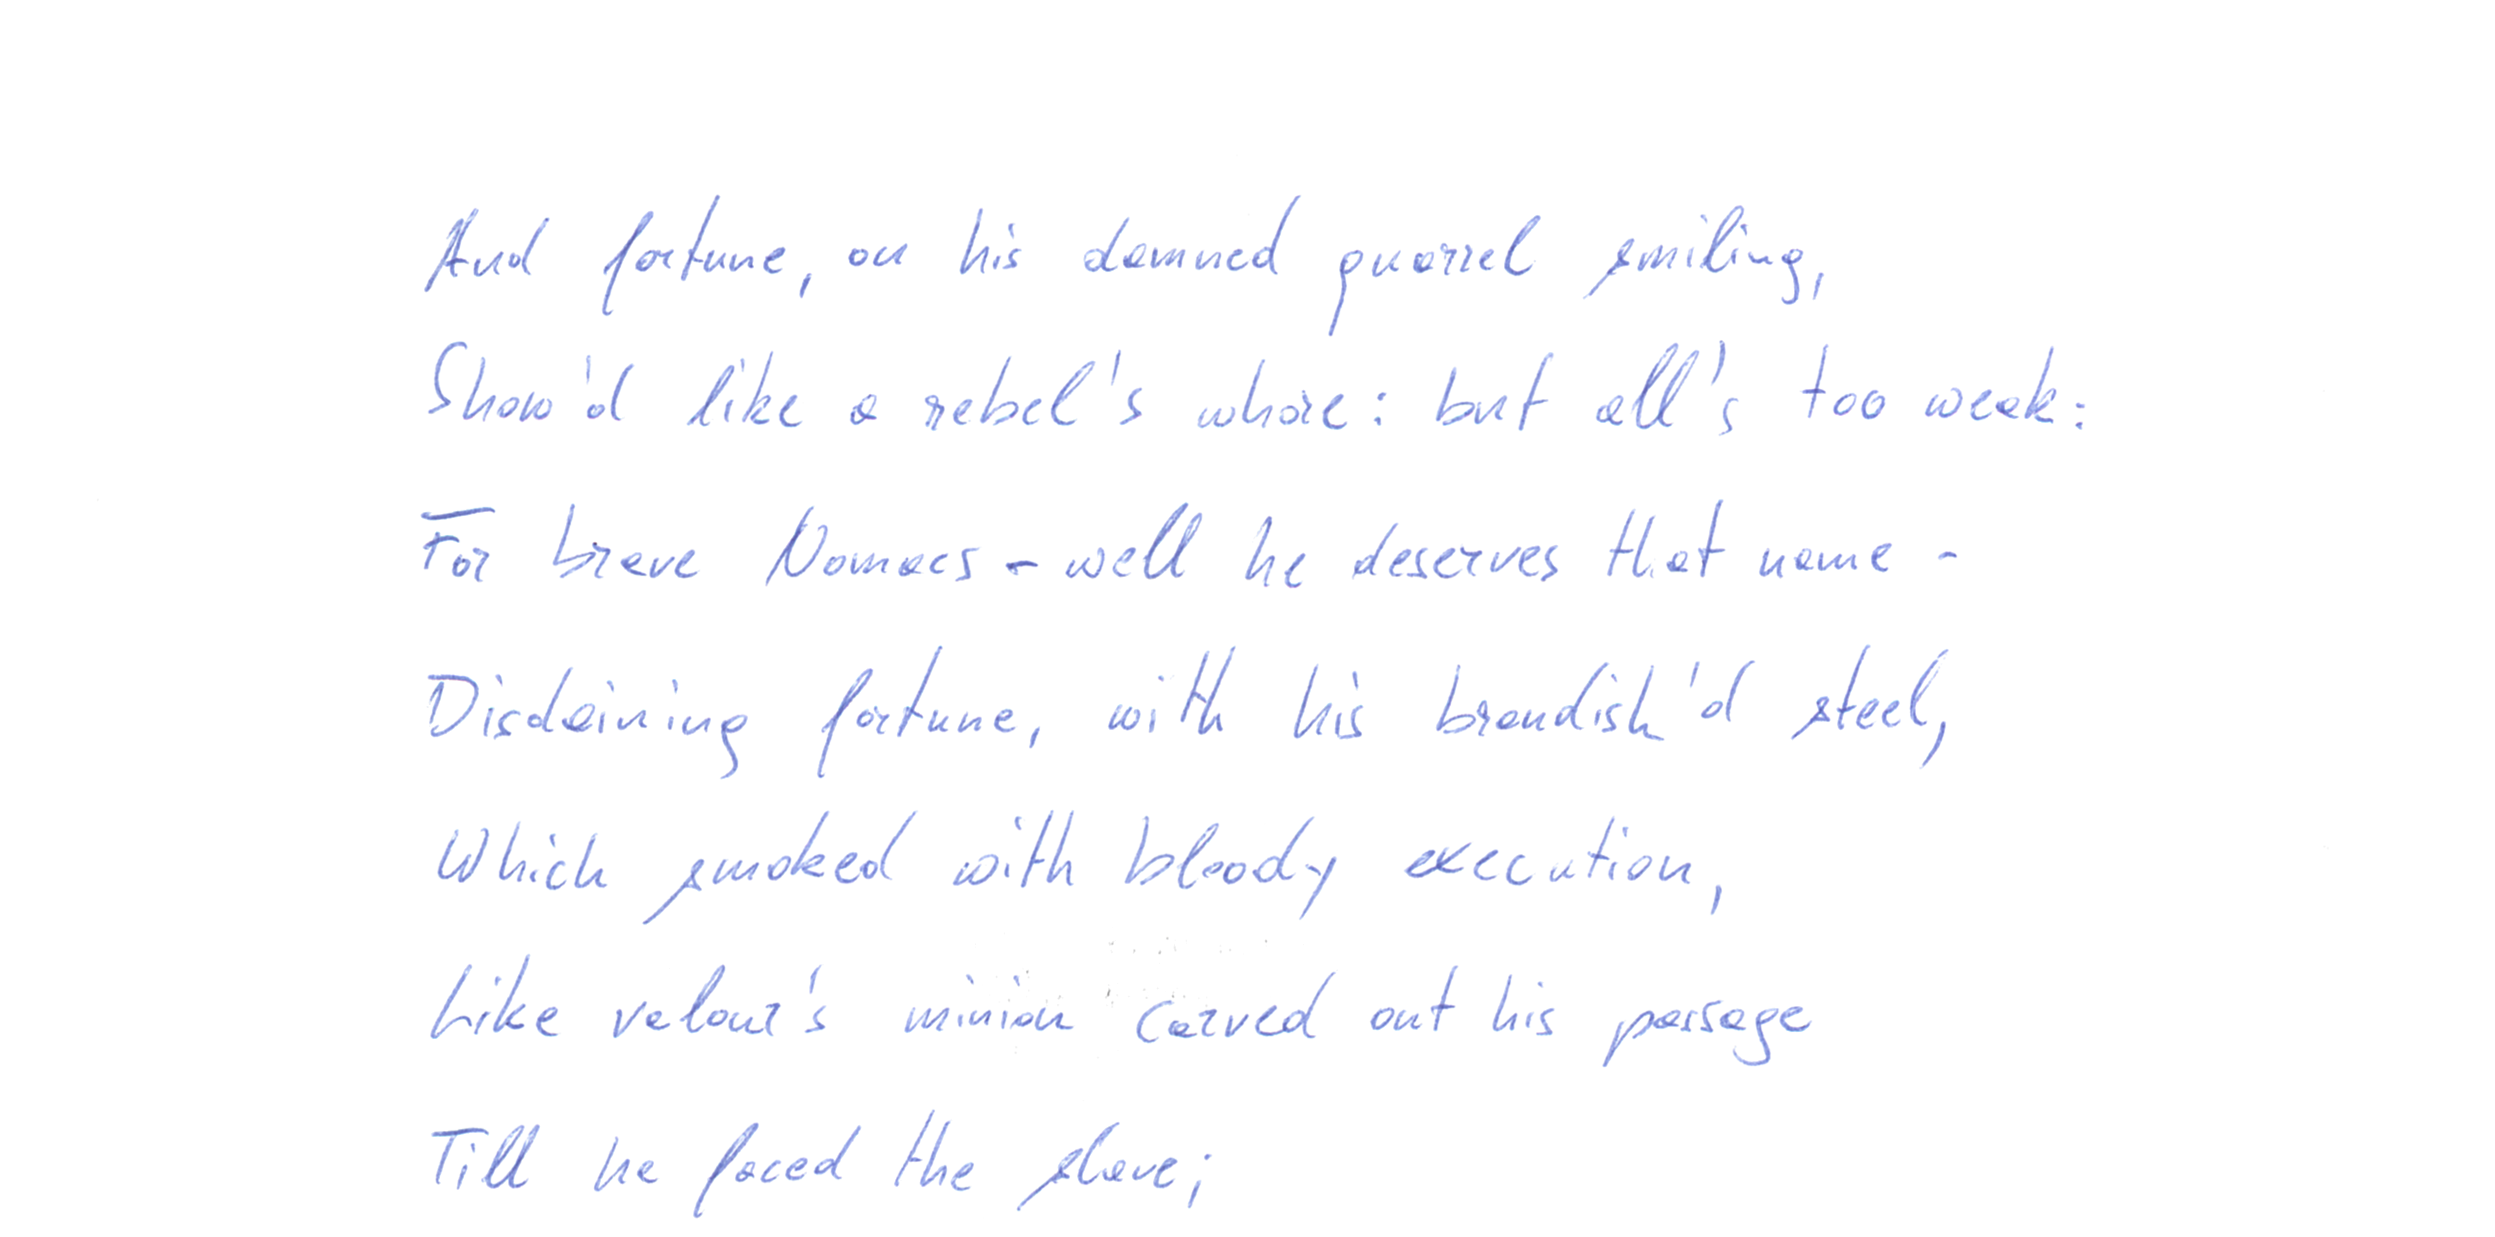 And fortune, on his damned quarrel smiling,
Show'd like a rebel's whore: but all's too weak:
For brave Nomacs - well he deserves that name -
Disdaining fortune, with his brandish'd steel,
Which smoked with bloody execution,
Like valour's minion carved out his passage
Till he faced the slave;